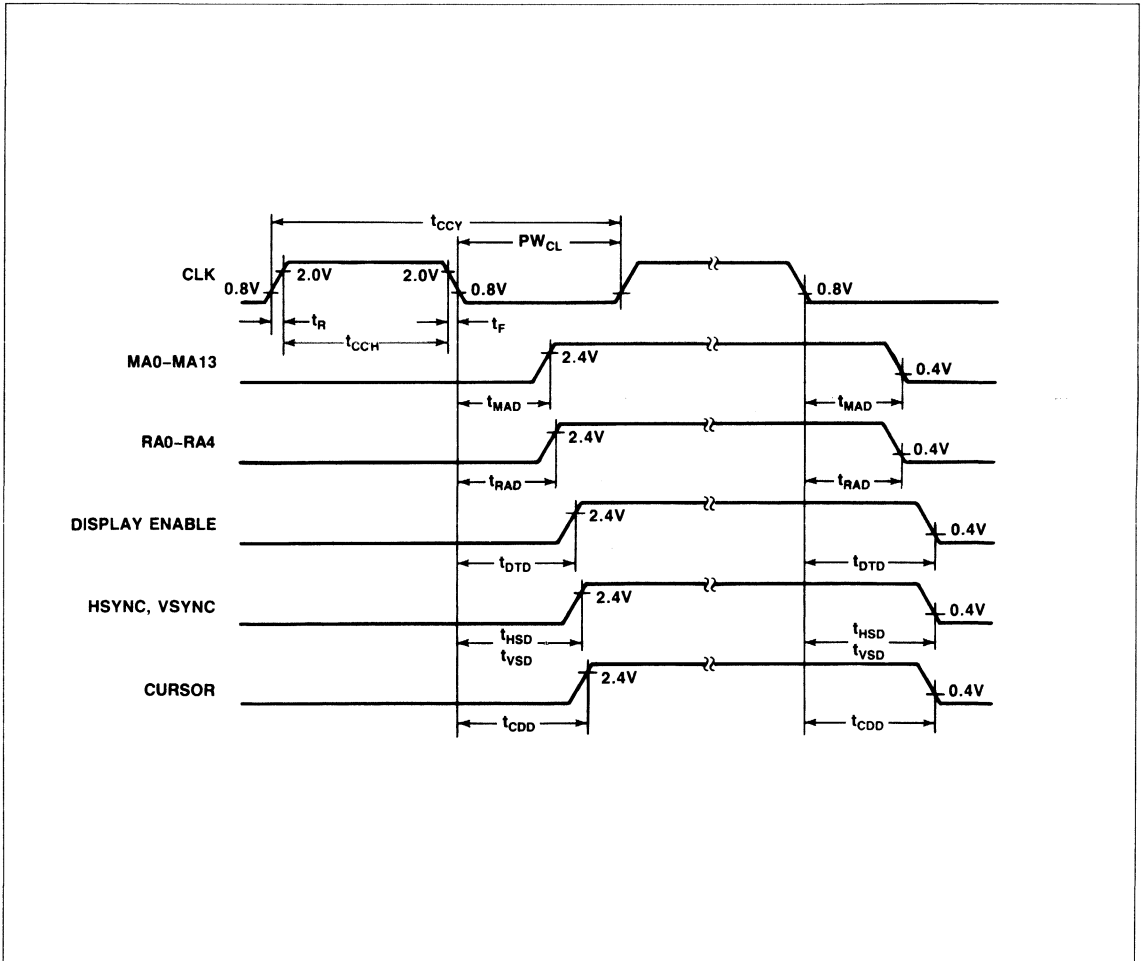 tCCY
PWCL
CLK
2.0V
2.0V
0.8V
0.8V
0.8V
tR
tF
tCCH
MA0–MA13
2.4V
0.4V
tMAD
tMAD
RA0–RA4
2.4V
0.4V
tRAD
tRAD
DISPLAY ENABLE
2.4V
0.4V
tDTD
tDTD
HSYNC, VSYNC
2.4V
0.4V
tHSD
tHSD
tVSD
tVSD
CURSOR
2.4V
0.4V
tCDD
tCDD